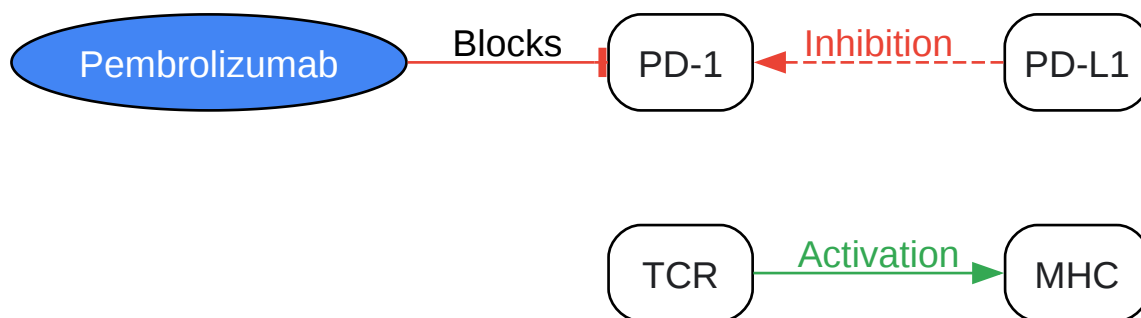 Pembrolizumab
Blocks
PD-1
Inhibition
PD-L1
TCR
Activation
MHC